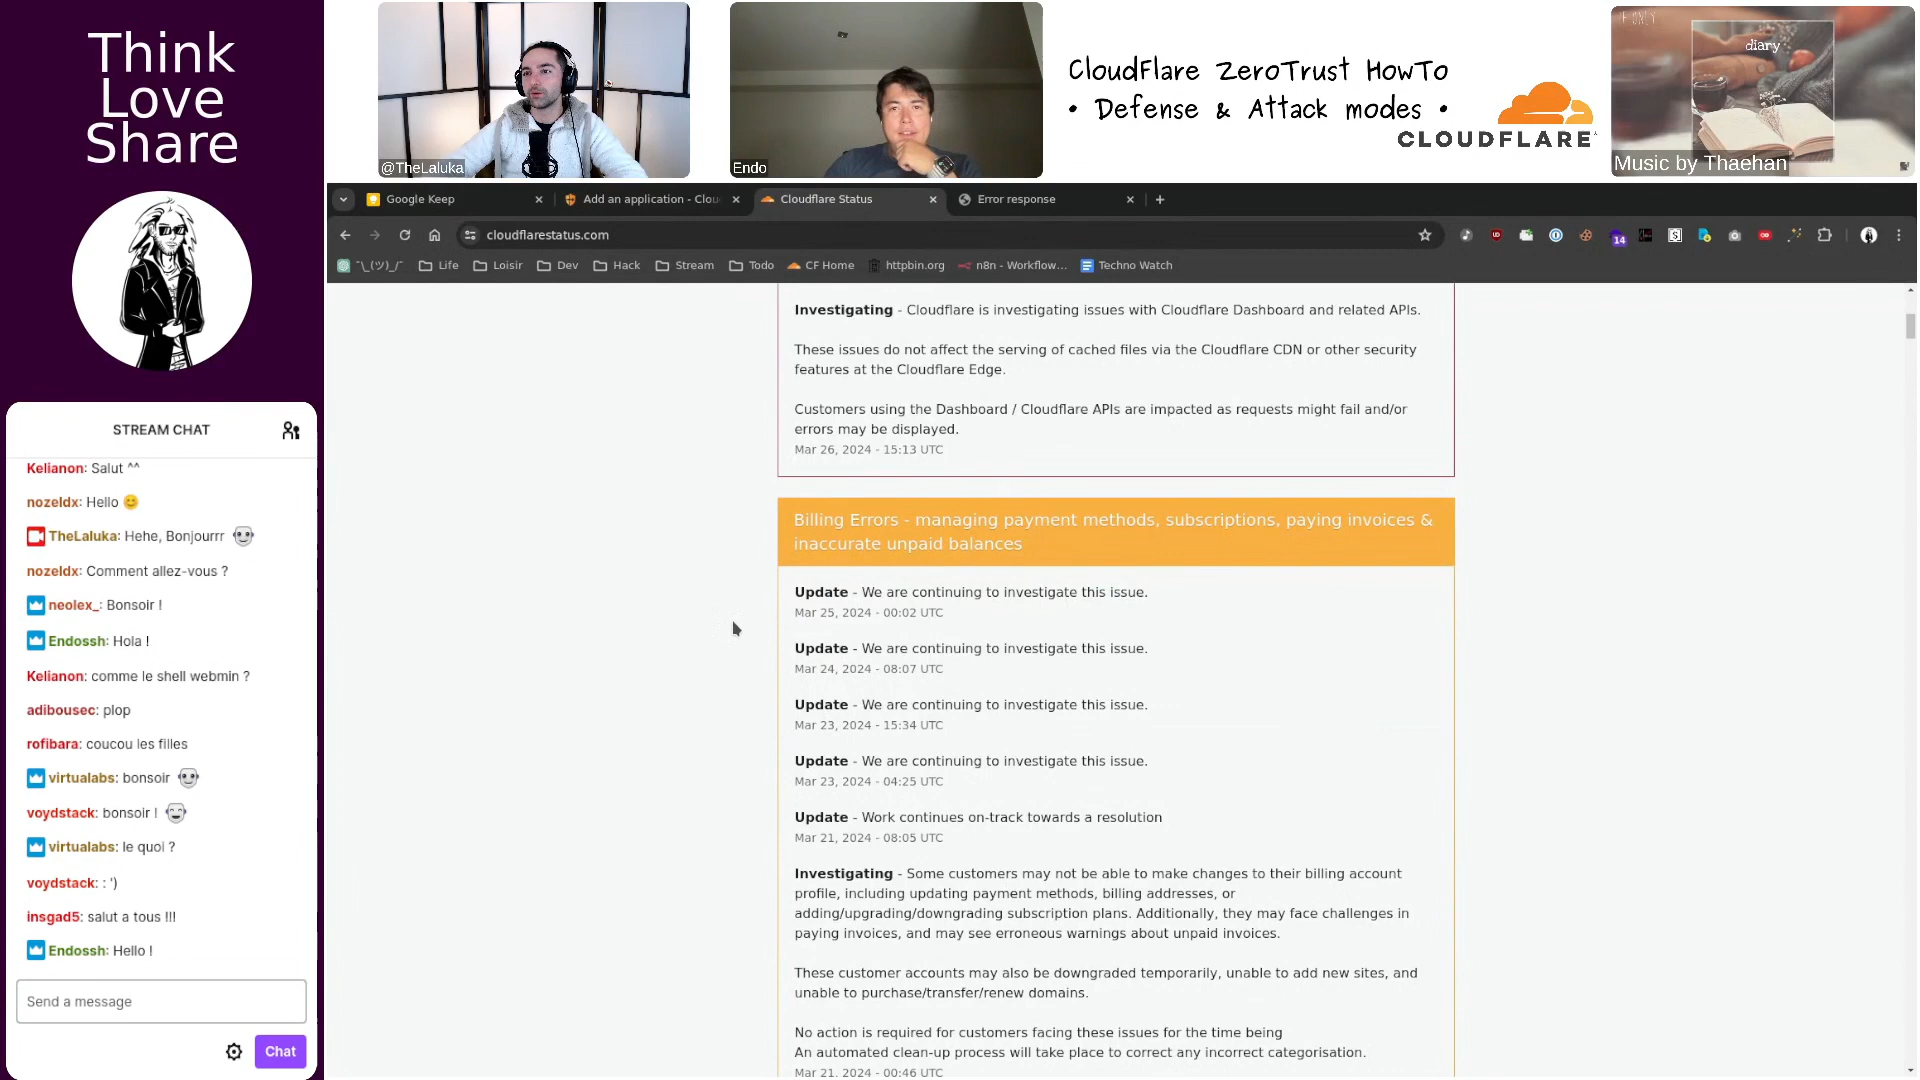 Think
Love
Share
@TheLaluka
Endo
CloudFlare ZeroTrust HowTo
• Defense & Attack modes •
CLOUDFLARE
diary
Music by Thaehan
Google Keep
Add an application - Clou
Cloudflare Status
Error response
cloudflarestatus.com
14
¯\_(ツ)_/¯
Life
Loisir
Dev
Hack
Stream
Todo
CF Home
httpbin.org
n8n - Workflow...
Techno Watch
STREAM CHAT
Kelianon: Salut ^^
nozeldx: Hello 😊
TheLaluka: Hehe, Bonjourrr
nozeldx: Comment allez-vous ?
neolex_: Bonsoir !
Endossh: Hola !
Kelianon: comme le shell webmin ?
adibousec: plop
rofibara: coucou les filles
virtualabs: bonsoir
voydstack: bonsoir !
virtualabs: le quoi ?
voydstack: : ')
insgad5: salut a tous !!!
Endossh: Hello !
Send a message
Chat
Investigating - Cloudflare is investigating issues with Cloudflare Dashboard and related APIs.
These issues do not affect the serving of cached files via the Cloudflare CDN or other security
features at the Cloudflare Edge.
Customers using the Dashboard / Cloudflare APIs are impacted as requests might fail and/or
errors may be displayed.
Mar 26, 2024 - 15:13 UTC
Billing Errors - managing payment methods, subscriptions, paying invoices &
inaccurate unpaid balances
Update - We are continuing to investigate this issue.
Mar 25, 2024 - 00:02 UTC
Update - We are continuing to investigate this issue.
Mar 24, 2024 - 08:07 UTC
Update - We are continuing to investigate this issue.
Mar 23, 2024 - 15:34 UTC
Update - We are continuing to investigate this issue.
Mar 23, 2024 - 04:25 UTC
Update - Work continues on-track towards a resolution
Mar 21, 2024 - 08:05 UTC
Investigating - Some customers may not be able to make changes to their billing account
profile, including updating payment methods, billing addresses, or
adding/upgrading/downgrading subscription plans. Additionally, they may face challenges in
paying invoices, and may see erroneous warnings about unpaid invoices.
These customer accounts may also be downgraded temporarily, unable to add new sites, and
unable to purchase/transfer/renew domains.
No action is required for customers facing these issues for the time being
An automated clean-up process will take place to correct any incorrect categorisation.
Mar 21, 2024 - 00:46 UTC